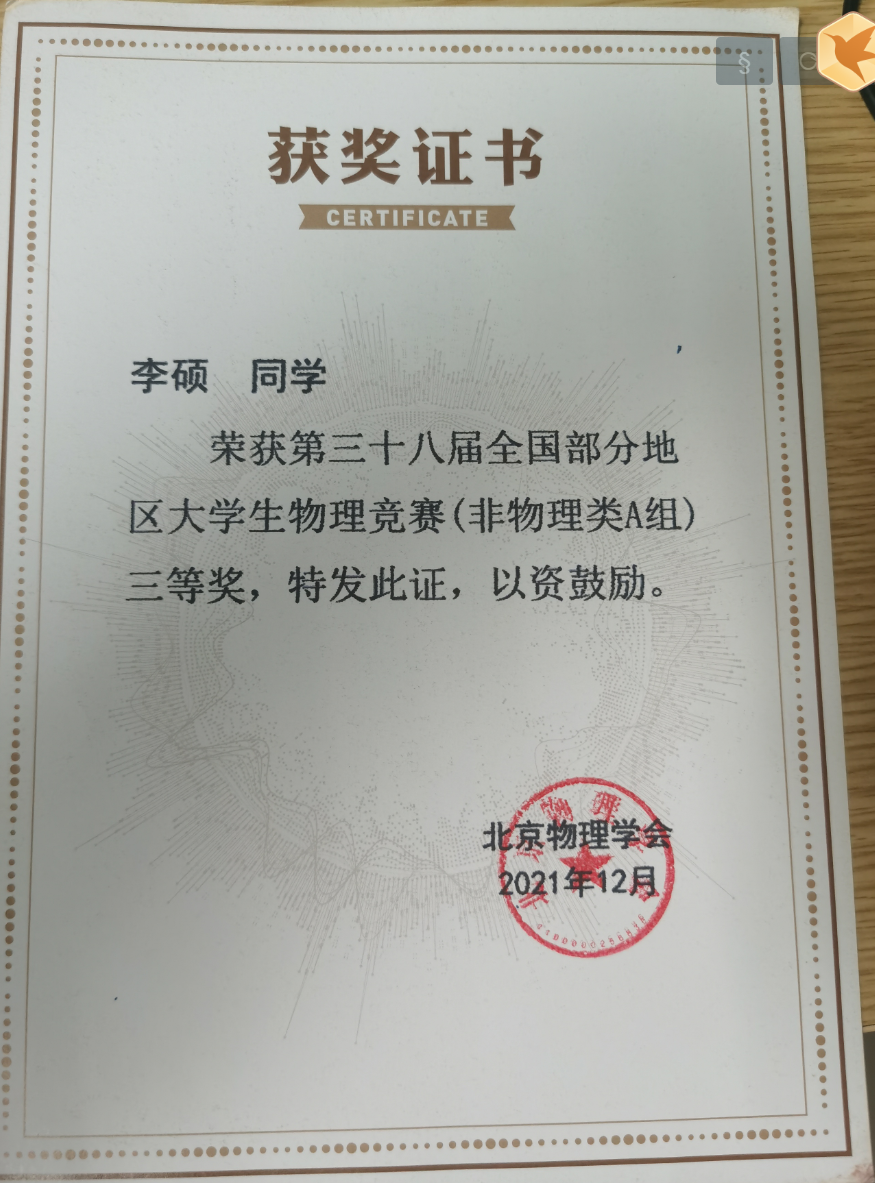 获奖证书
CERTIFICATE
李硕 同学
荣获第三十八届全国部分地
区大学生物理竞赛(非物理类A组)
三等奖，特发此证，以资鼓励。
北京物理学会
2021年12月